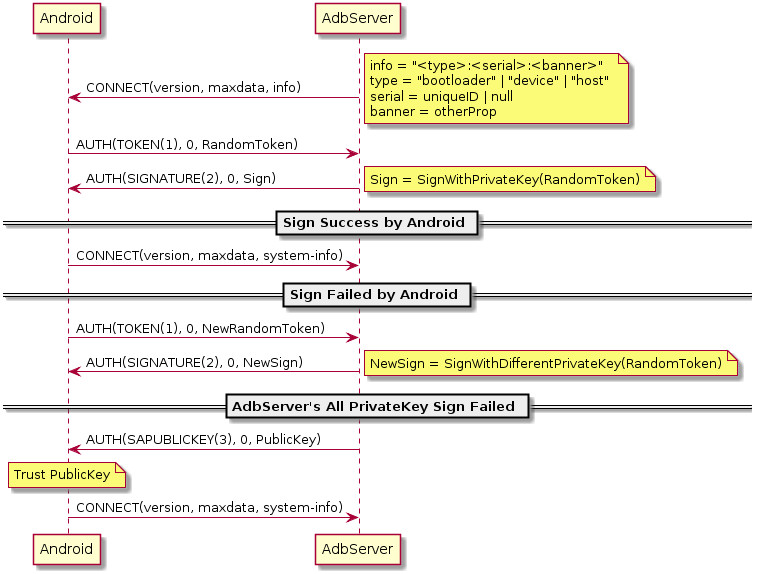 Android
AdbServer
info = "<type>:<serial>:<banner>"
type = "bootloader" | "device" | "host"
serial = uniqueID | null
banner = otherProp
CONNECT(version, maxdata, info)
AUTH(TOKEN(1), 0, RandomToken)
AUTH(SIGNATURE(2), 0, Sign)
Sign = SignWithPrivateKey(RandomToken)
Sign Success by Android
CONNECT(version, maxdata, system-info)
Sign Failed by Android
AUTH(TOKEN(1), 0, NewRandomToken)
AUTH(SIGNATURE(2), 0, NewSign)
NewSign = SignWithDifferentPrivateKey(RandomToken)
AdbServer's All PrivateKey Sign Failed
AUTH(SAPUBLICKEY(3), 0, PublicKey)
Trust PublicKey
CONNECT(version, maxdata, system-info)
Android
AdbServer